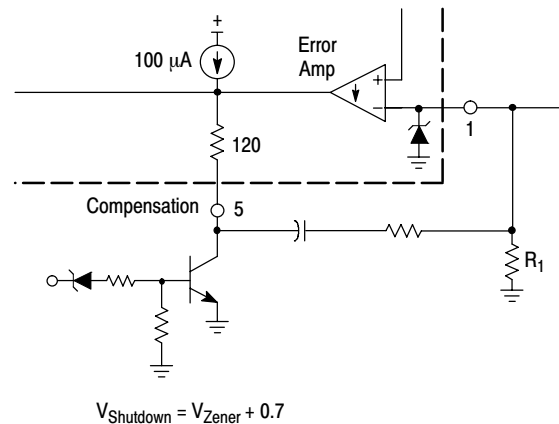 +
100 μA
Error
Amp
+
−
1
120
Compensation
5
R1
VShutdown = VZener + 0.7